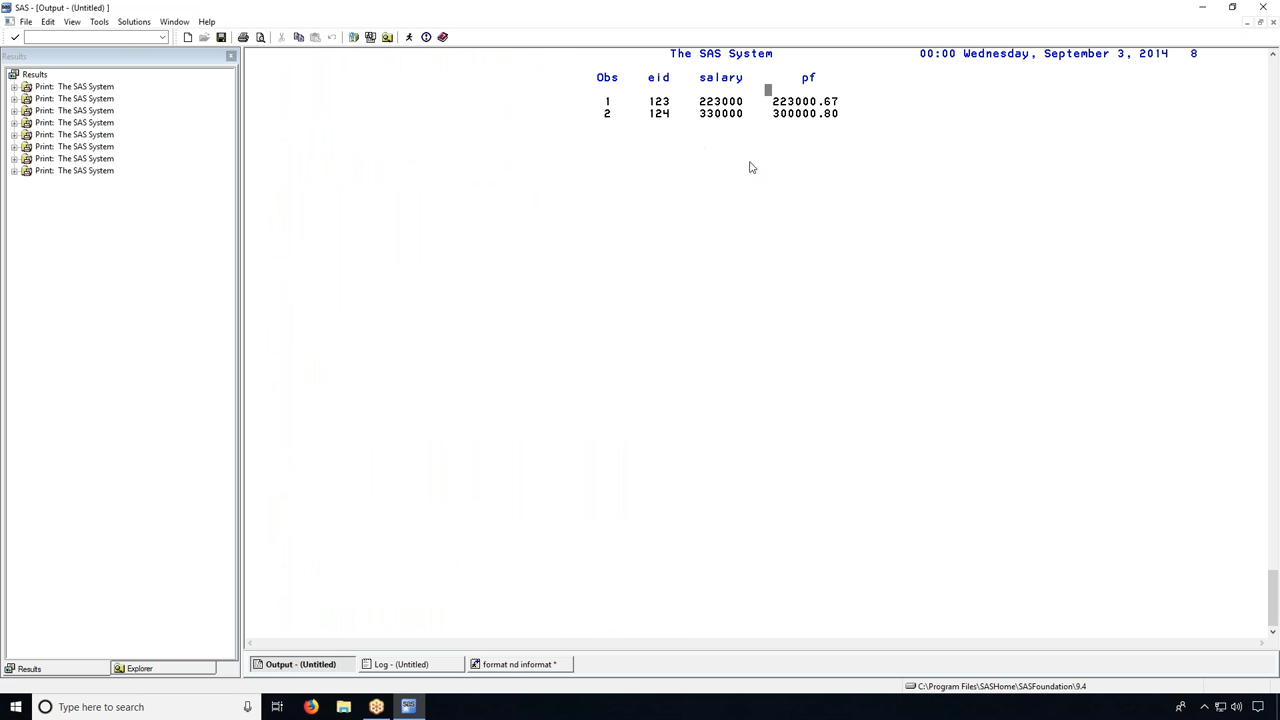 SAS - [Output - (Untitled) ]
File Edit View Tools Solutions Window Help
Results
Results
Print: The SAS System
Print: The SAS System
Print: The SAS System
Print: The SAS System
Print: The SAS System
Print: The SAS System
Print: The SAS System
Print: The SAS System
The SAS System 00:00 Wednesday, September 3, 2014 8
Obs eid salary pf
1 123 223000 223000.67
2 124 330000 300000.80
Results Explorer
Output - (Untitled) Log - (Untitled) format nd informat *
C:\Program Files\SASHome\SASFoundation\9.4
Type here to search